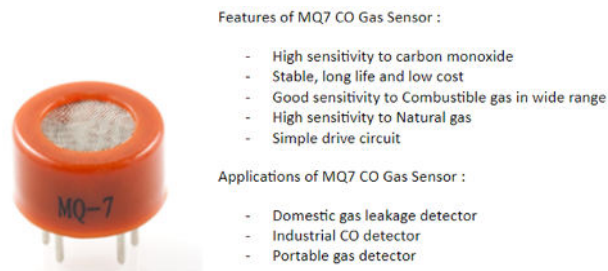 Features of MQ7 CO Gas Sensor :
- High sensitivity to carbon monoxide
- Stable, long life and low cost
- Good sensitivity to Combustible gas in wide range
- High sensitivity to Natural gas
- Simple drive circuit
Applications of MQ7 CO Gas Sensor :
- Domestic gas leakage detector
- Industrial CO detector
- Portable gas detector
MQ-7